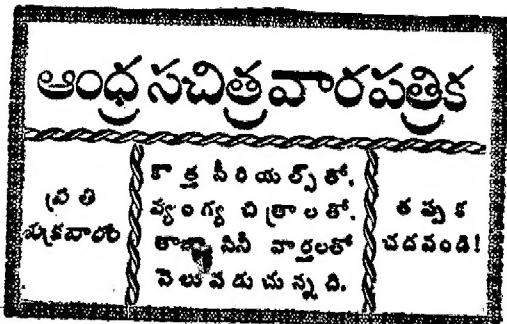 ఆంధ్ర సచిత్ర వారపత్రిక
ప్రతి
శుక్రవారం
కొత్త సీరియల్స్ తో,
వ్యంగ్య చిత్రాలతో,
తాజా సినీ వార్తలతో
వెలువడుచున్నది.
తప్పక
చదవండి!